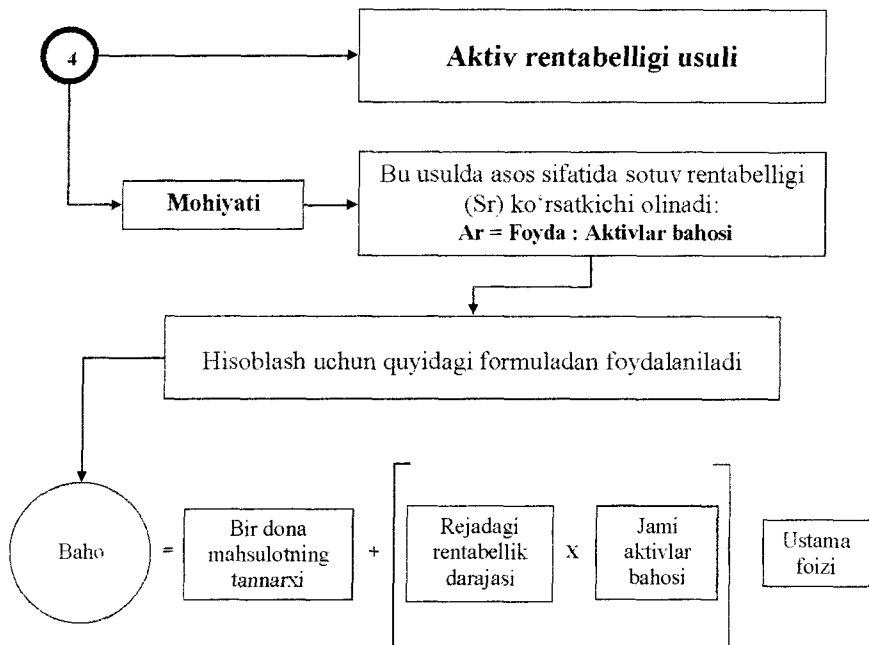 4
Aktiv rentabelligi usuli
Mohiyati
Bu usulda asos sifatida sotuv rentabelligi
(Sr) ko‘rsatkichi olinadi:
Ar = Foyda : Aktivlar bahosi
Hisoblash uchun quyidagi formuladan foydalaniladi
Baho
=
Bir dona
mahsulotning
tannarxi
+
Rejadagi
rentabellik
darajasi
X
Jami
aktivlar
bahosi
Ustama
foizi